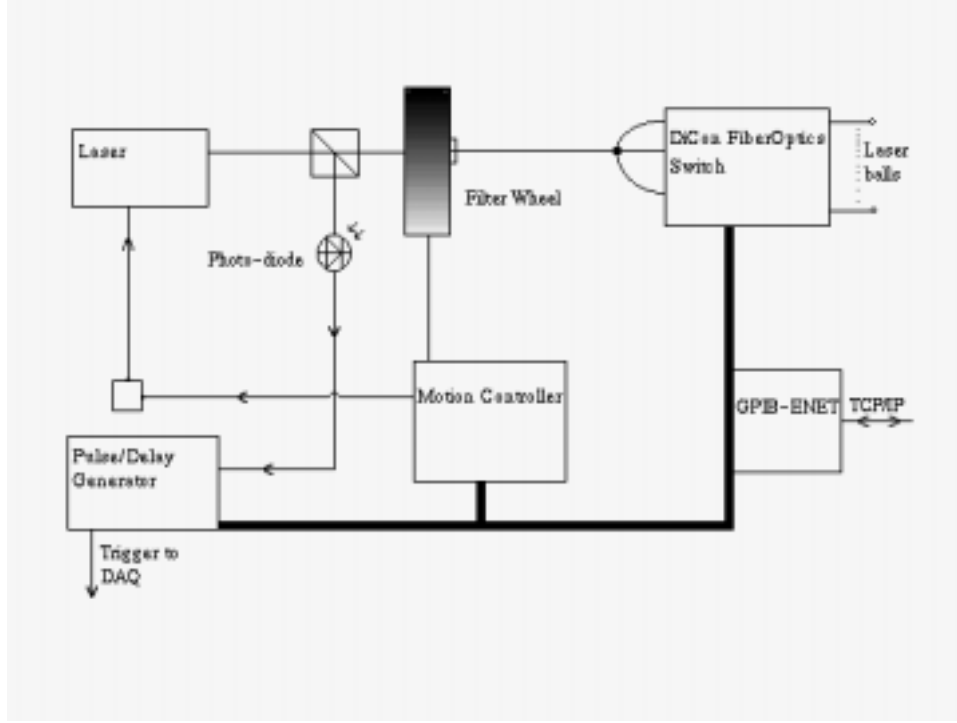 Laser
DiCon FiberOptics
Switch
Laser
balls
Filter Wheel
Photo-diode
Motion Controller
GPIB-ENET
TCP/IP
Pulse/Delay
Generator
Trigger to
DAQ